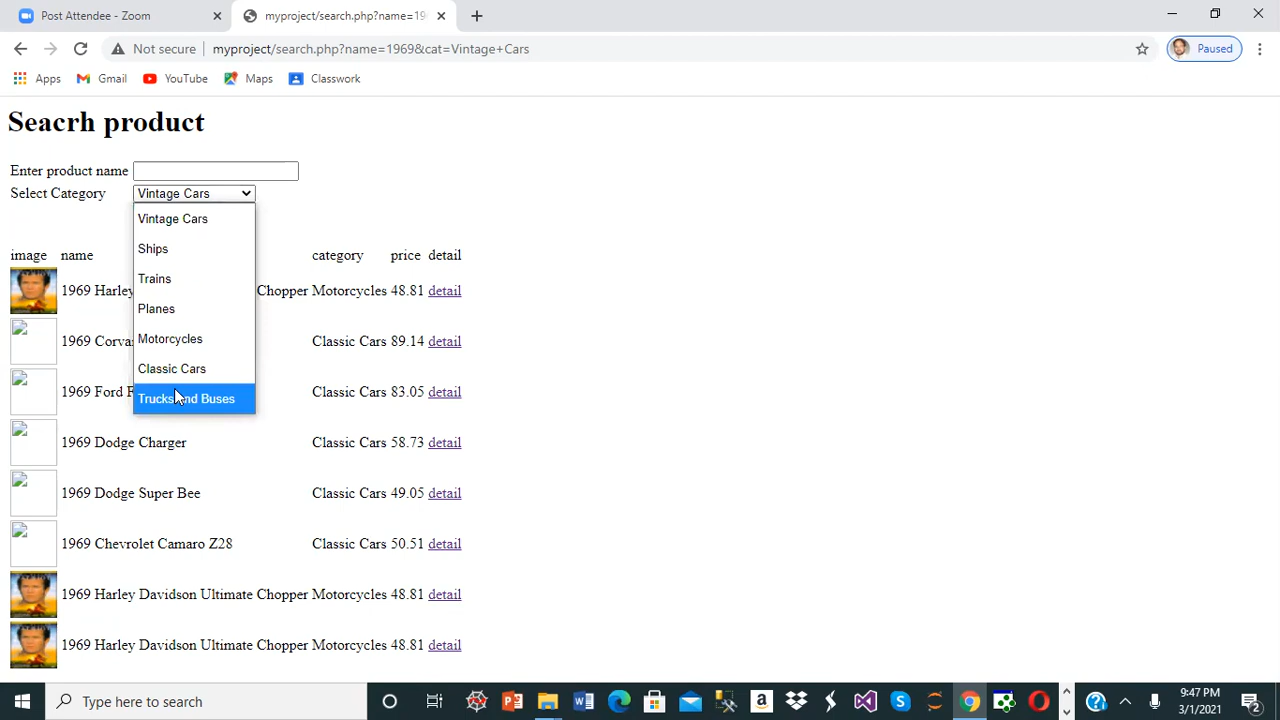 Post Attendee - Zoom
myproject/search.php?name=19
Not secure
myproject/search.php?name=1969&cat=Vintage+Cars
Paused
Apps Gmail YouTube Maps Classwork
Seacrh product
Enter product name
Select Category Vintage Cars
Vintage Cars
Ships
Trains
Planes
Motorcycles
Classic Cars
Trucks and Buses
image name category price detail
1969 Harley Chopper Motorcycles 48.81 detail
1969 Classic Cars 89.14 detail
1969 Ford Classic Cars 83.05 detail
1969 Dodge Charger Classic Cars 58.73 detail
1969 Dodge Super Bee Classic Cars 49.05 detail
1969 Chevrolet Camaro Z28 Classic Cars 50.51 detail
1969 Harley Davidson Ultimate Chopper Motorcycles 48.81 detail
1969 Harley Davidson Ultimate Chopper Motorcycles 48.81 detail
Type here to search
9:47 PM
3/1/2021
2